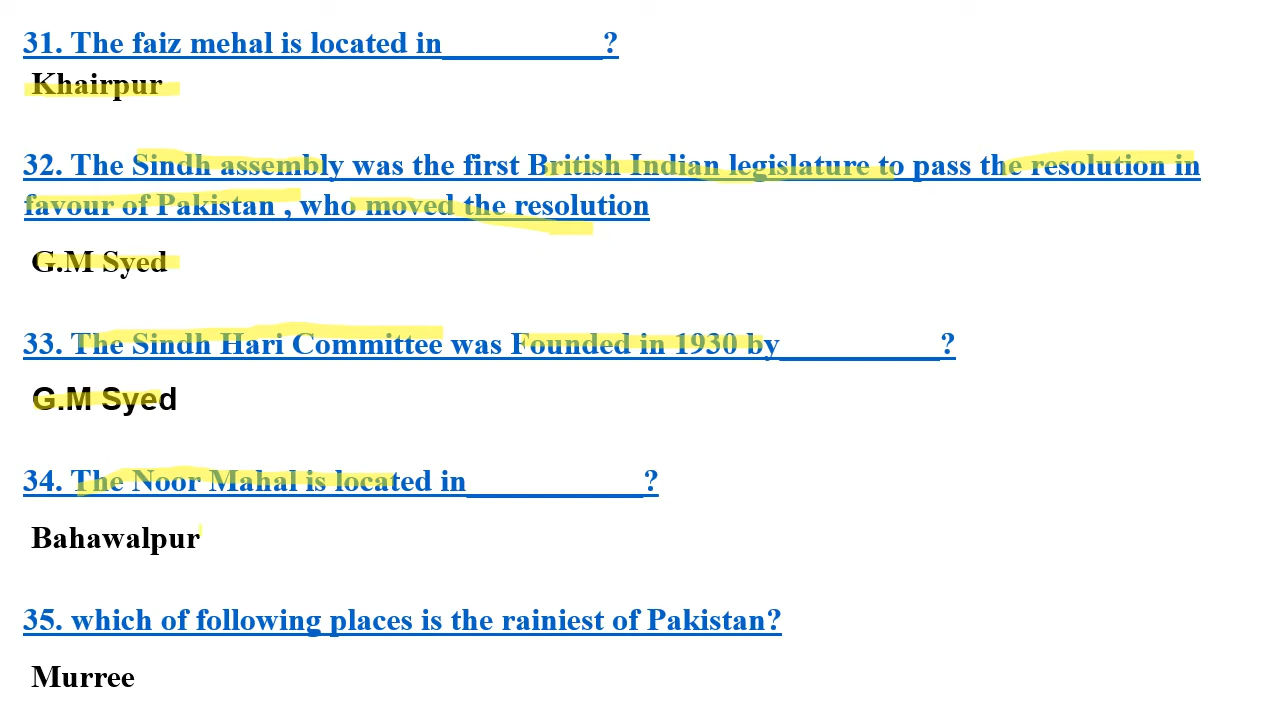 31. The faiz mehal is located in__________?
Khairpur
32. The Sindh assembly was the first British Indian legislature to pass the resolution in
favour of Pakistan , who moved the resolution
G.M Syed
33. The Sindh Hari Committee was Founded in 1930 by__________?
G.M Syed
34. The Noor Mahal is located in___________?
Bahawalpur
35. which of following places is the rainiest of Pakistan?
Murree